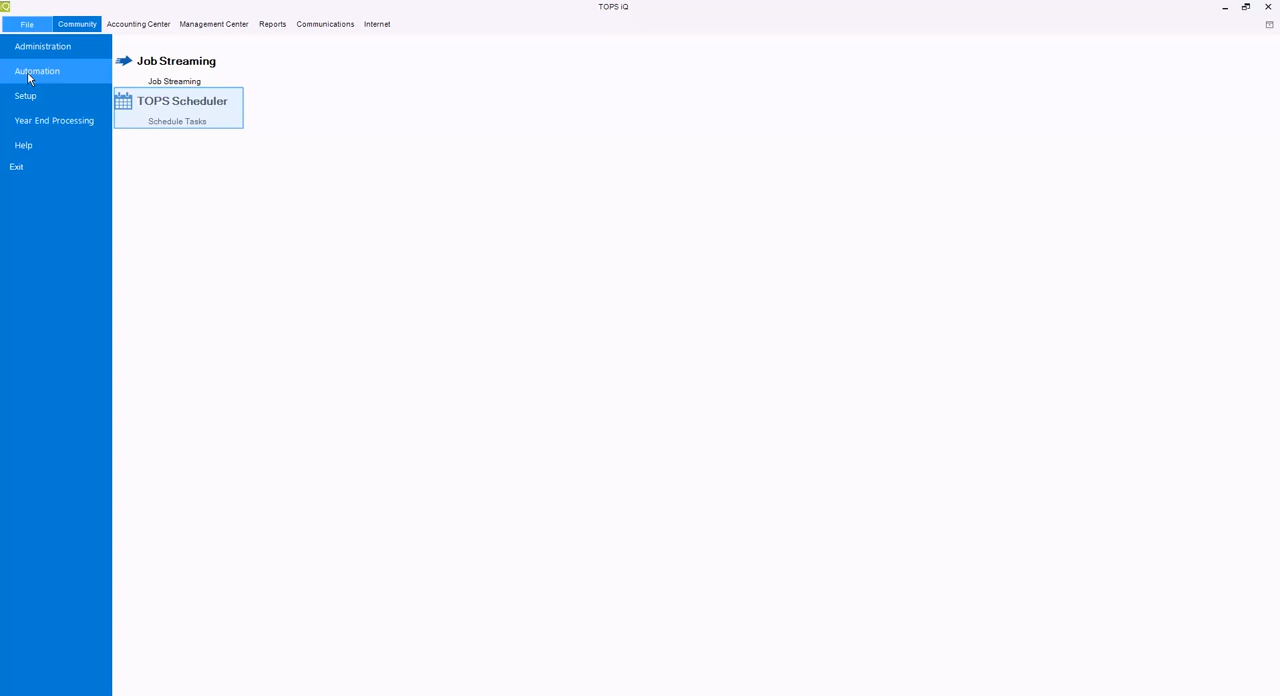 TOPS iQ
File Community Accounting Center Management Center Reports Communications Internet
Administration
Automation
Setup
Year End Processing
Help
Exit
Job Streaming
Job Streaming
TOPS Scheduler
Schedule Tasks